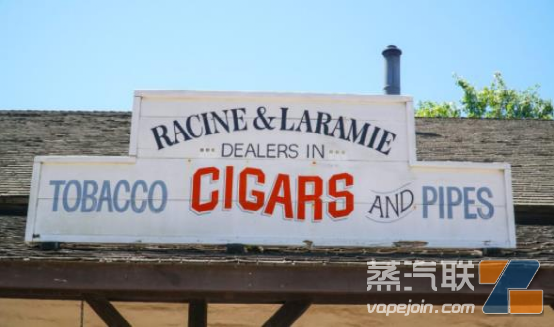 RACINE & LARAMIE
DEALERS IN
TOBACCO CIGARS AND PIPES
蒸汽联
vapejoin.com